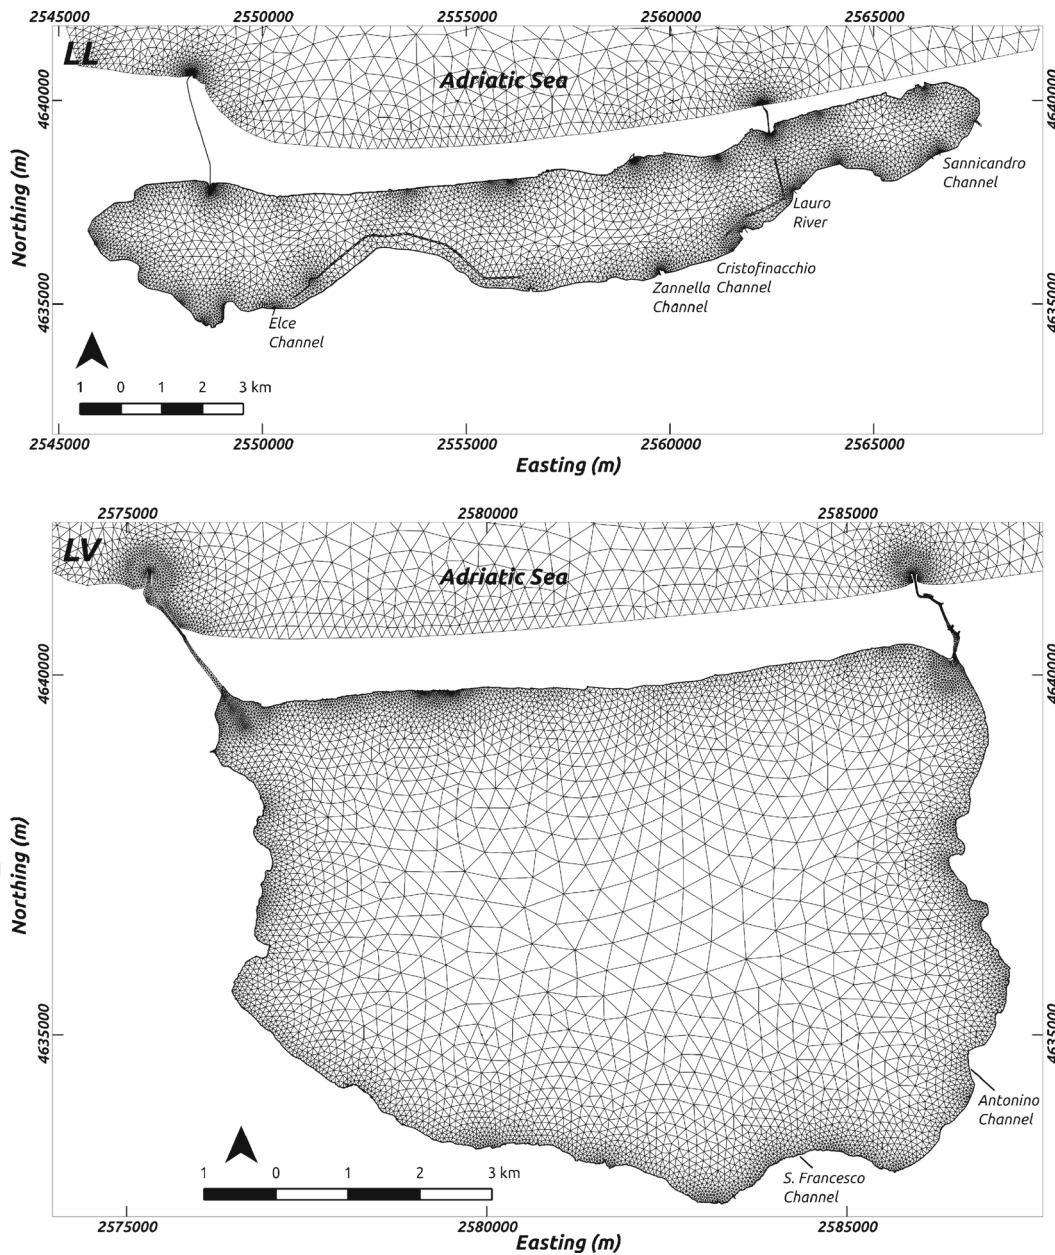 2545000 2550000 2555000 2560000 2565000
LL
Adriatic Sea
4640000
4640000
Northing (m)
Sannicandro
Channel
Lauro
River
Cristofinacchio
Channel
Zannella
Channel
4635000
4635000
Elce
Channel
1 0 1 2 3 km
2545000 2550000 2555000 2560000 2565000
Easting (m)
2575000 2580000 2585000
LV
Adriatic Sea
4640000
4640000
Northing (m)
4635000
4635000
Antonino
Channel
S. Francesco
Channel
1 0 1 2 3 km
2575000 2580000 2585000
Easting (m)